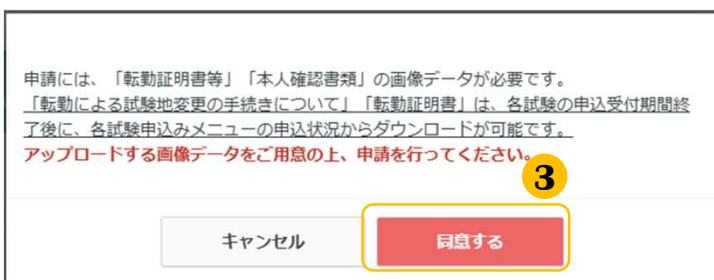 申請には、「転勤証明書等」「本人確認書類」の画像データが必要です。
「転勤による試験地変更の手続きについて」「転勤証明書」は、各試験の申込受付期間終
了後に、各試験申込みメニューの申込状況からダウンロードが可能です。
アップロードする画像データをご用意の上、申請を行ってください。
3
キャンセル
同意する